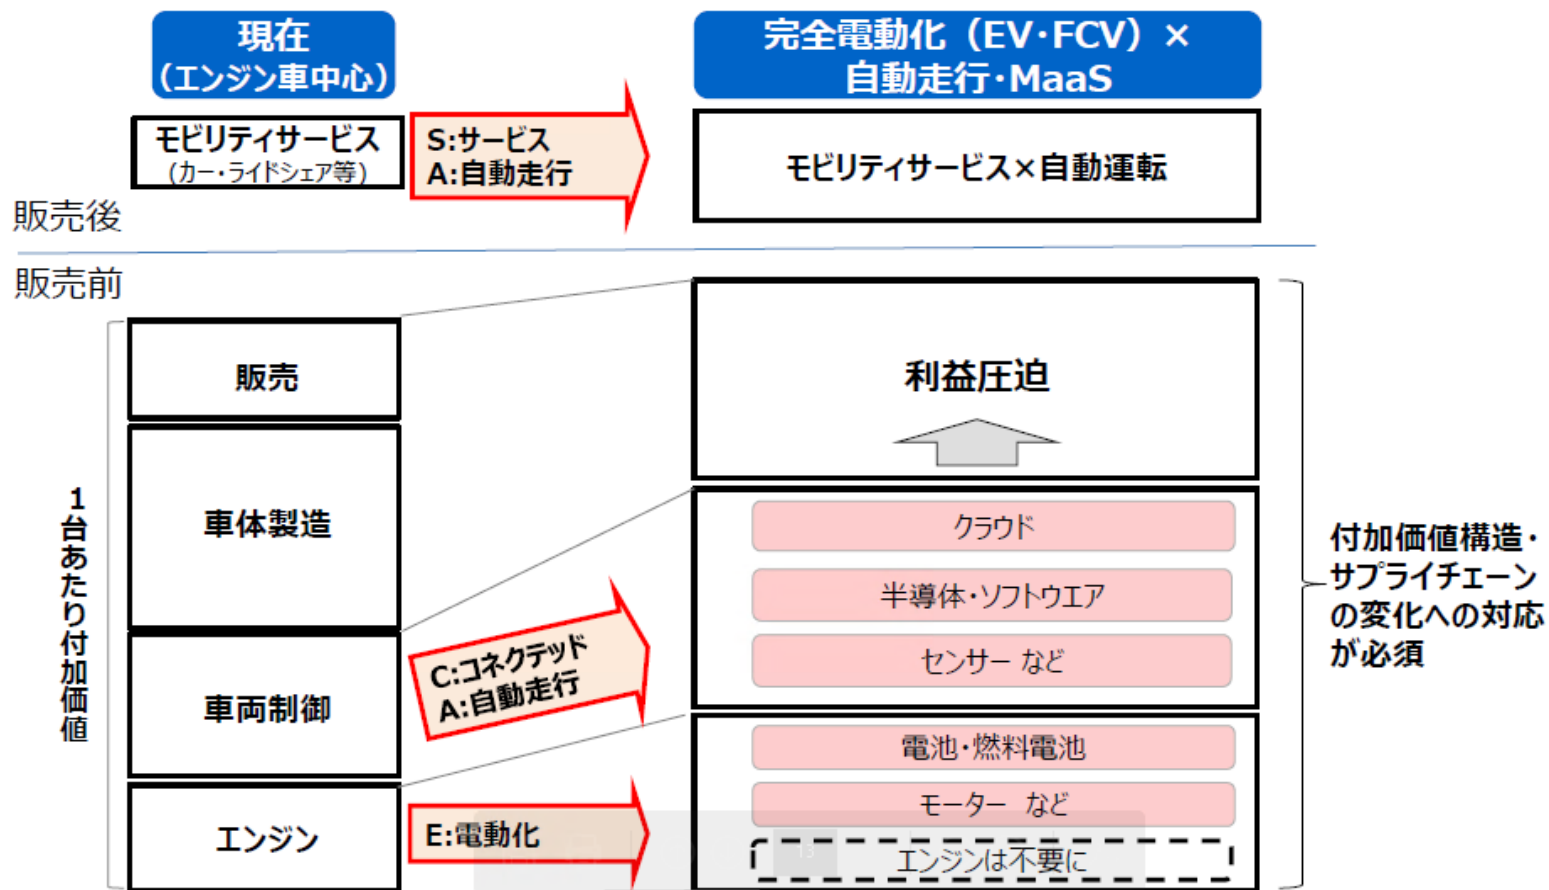 現在
（エンジン車中心）
完全電動化（EV・FCV）×
自動走行・MaaS
モビリティサービス
(カー・ライドシェア等)
S:サービス
A:自動走行
モビリティサービス×自動運転
販売後
販売前
販売
利益圧迫
1台あたり付加価値
車体製造
クラウド
半導体・ソフトウエア
センサー など
付加価値構造・
サプライチェーン
の変化への対応
が必須
車両制御
C:コネクテッド
A:自動走行
電池・燃料電池
モーター など
エンジン
E:電動化
エンジンは不要に
13